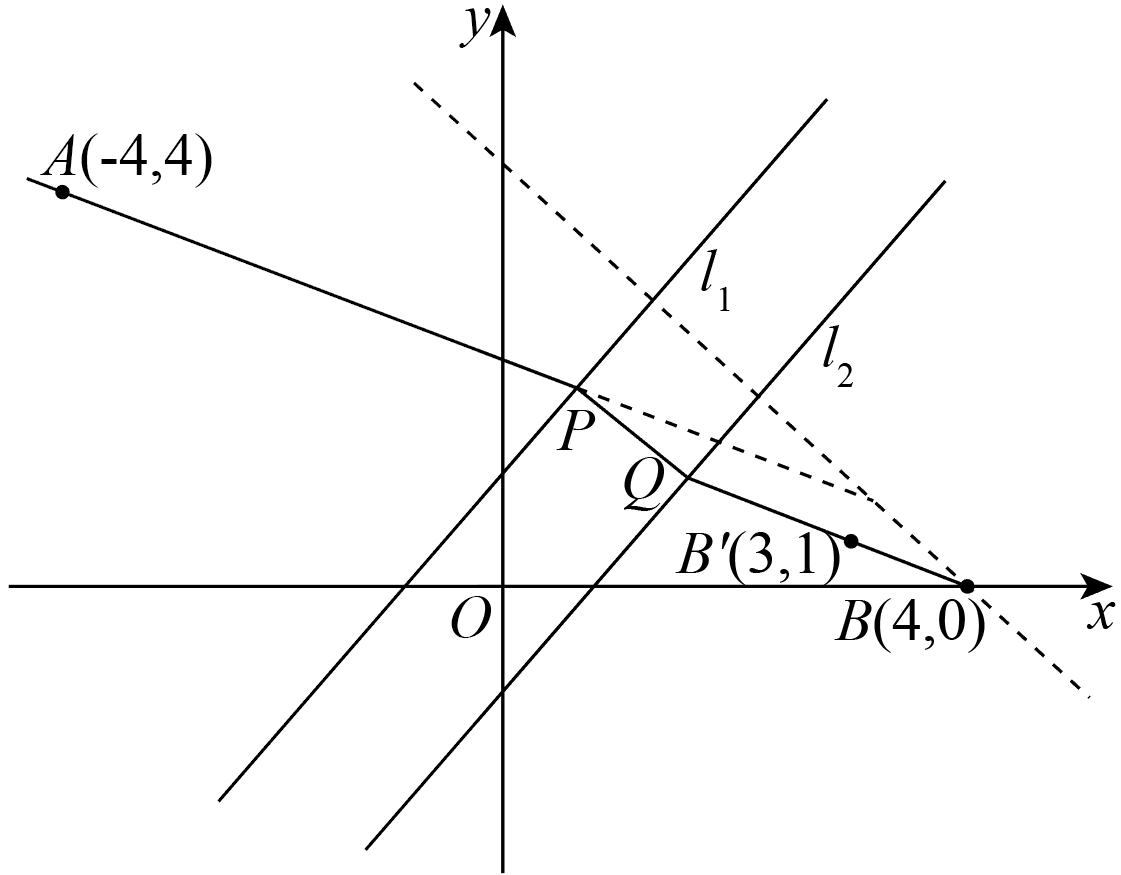 y
A(-4,4)
l₁
l₂
P
Q
B′(3,1)
O
B(4,0)
x